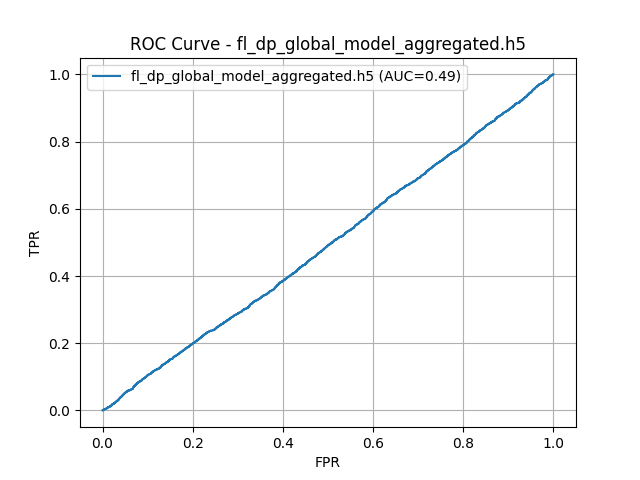 ROC Curve - fl_dp_global_model_aggregated.h5
fl_dp_global_model_aggregated.h5 (AUC=0.49)
1.0
0.8
0.6
0.4
0.2
0.0
TPR
0.0 0.2 0.4 0.6 0.8 1.0
FPR